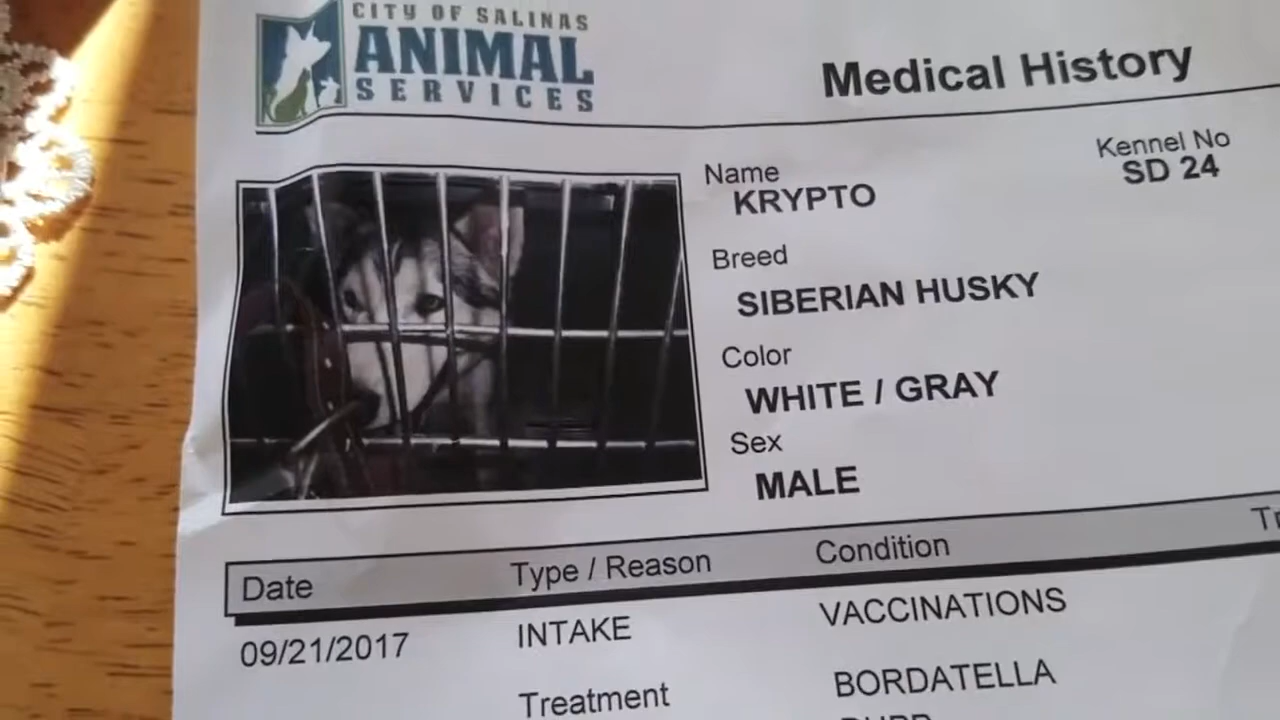 CITY OF SALINAS
ANIMAL
SERVICES
Medical History
Name
KRYPTO
Kennel No
SD 24
Breed
SIBERIAN HUSKY
Color
WHITE / GRAY
Sex
MALE
Date Type / Reason Condition
09/21/2017 INTAKE VACCINATIONS
Treatment BORDATELLA